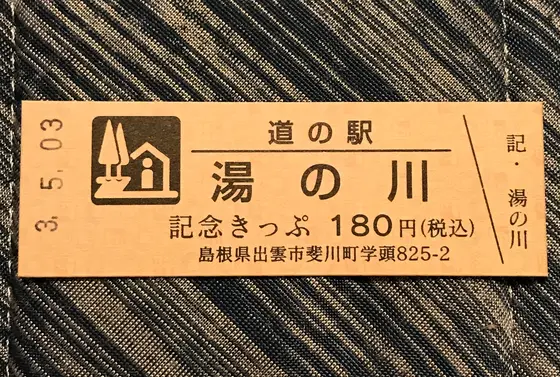 3.5.03
道の駅
湯の川
記念きっぷ 180円(税込)
島根県出雲市斐川町学頭825-2
記・湯の川